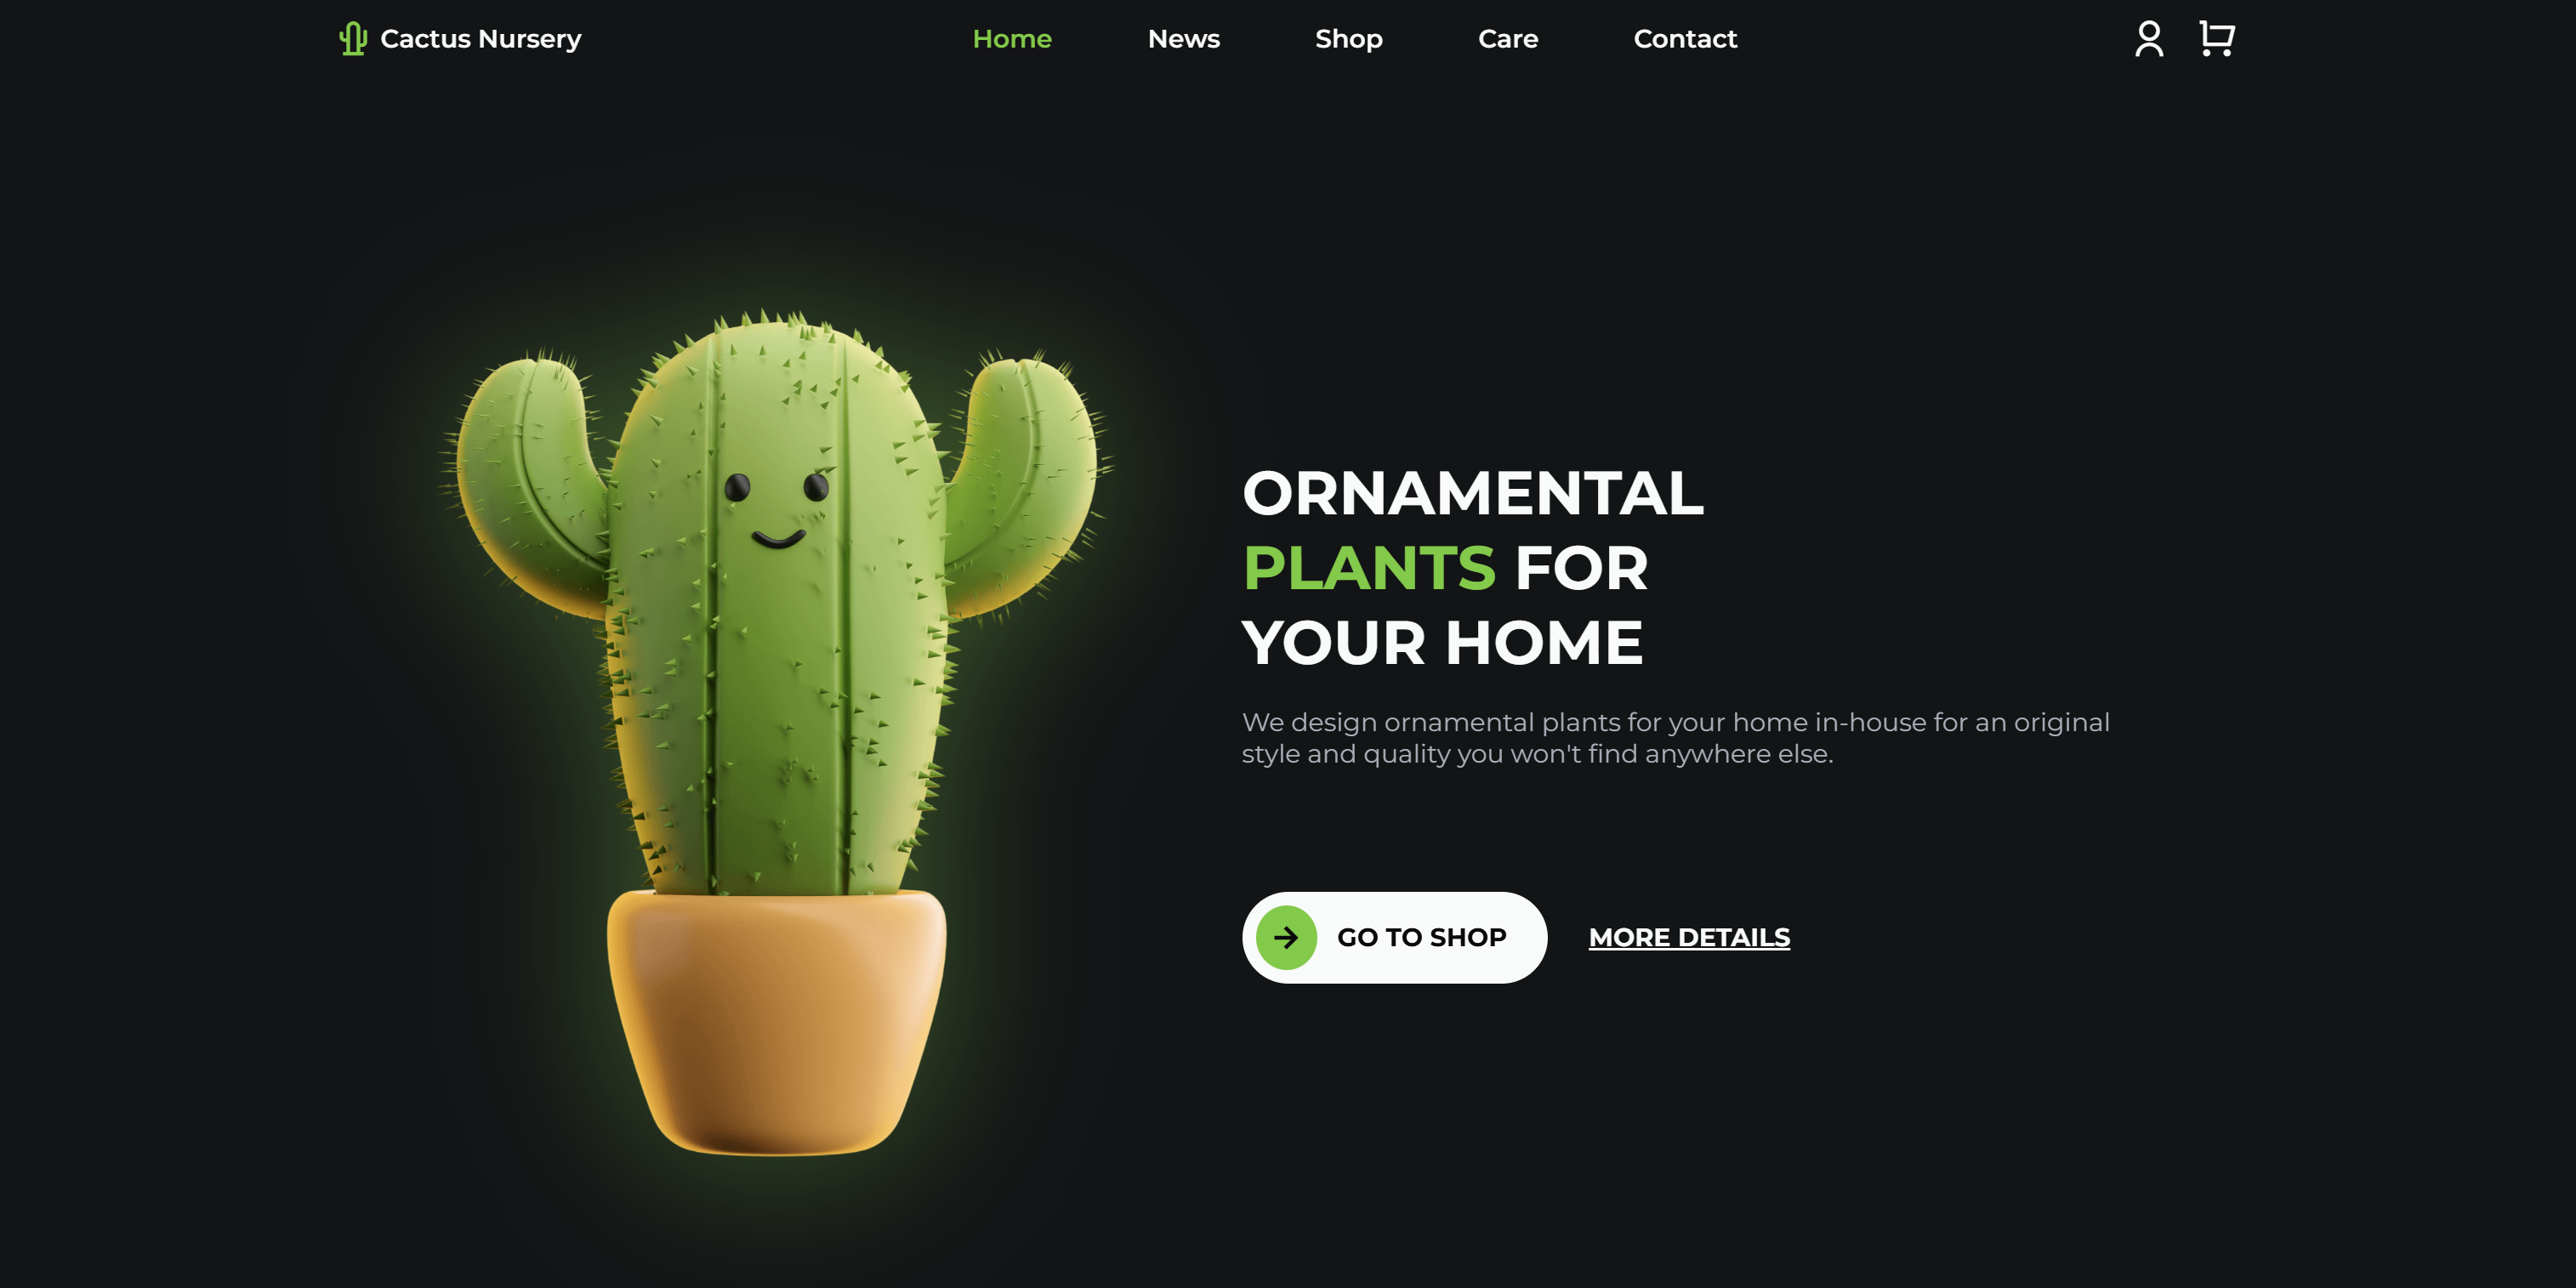 Cactus Nursery
Home
News
Shop
Care
Contact
ORNAMENTAL
PLANTS FOR
YOUR HOME
We design ornamental plants for your home in-house for an original
style and quality you won't find anywhere else.
GO TO SHOP
MORE DETAILS